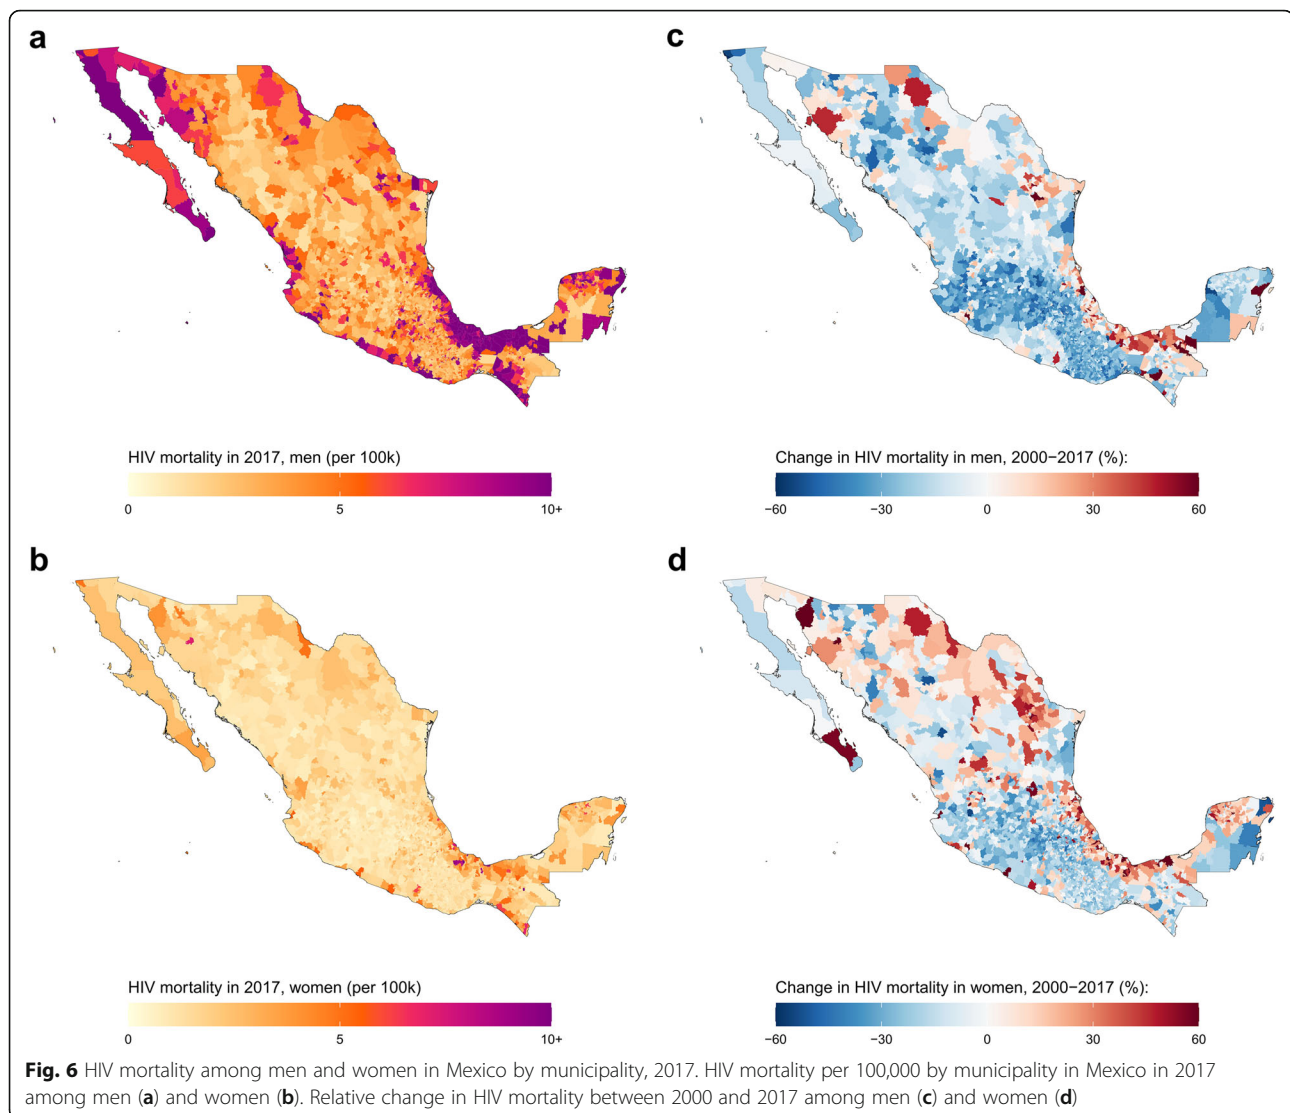 a
c
HIV mortality in 2017, men (per 100k)
0 5 10+
Change in HIV mortality in men, 2000−2017 (%):
−60 −30 0 30 60
b
d
HIV mortality in 2017, women (per 100k)
0 5 10+
Change in HIV mortality in women, 2000−2017 (%):
−60 −30 0 30 60
Fig. 6 HIV mortality among men and women in Mexico by municipality, 2017. HIV mortality per 100,000 by municipality in Mexico in 2017
among men (a) and women (b). Relative change in HIV mortality between 2000 and 2017 among men (c) and women (d)